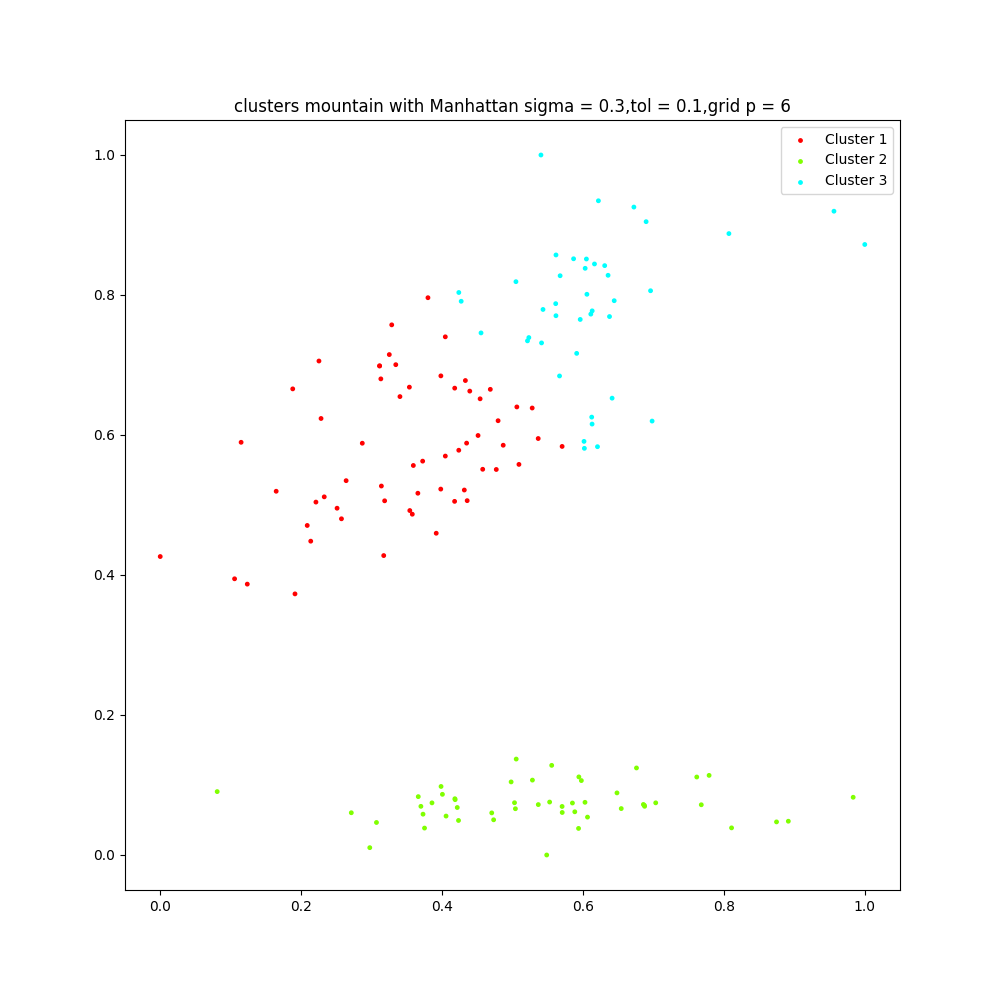 clusters mountain with Manhattan sigma = 0.3,tol = 0.1,grid p = 6
Cluster 1
Cluster 2
Cluster 3
1.0
0.8
0.6
0.4
0.2
0.0
0.0 0.2 0.4 0.6 0.8 1.0